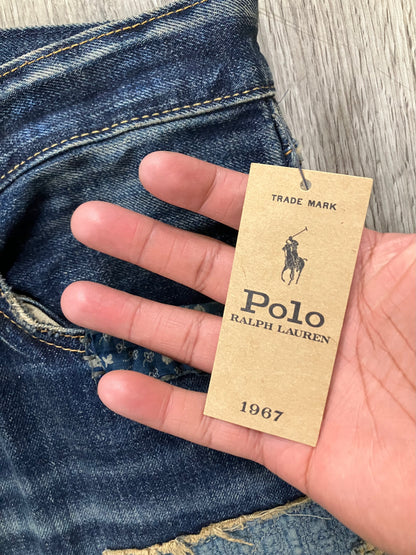 TRADE MARK
Polo
RALPH LAUREN
1967